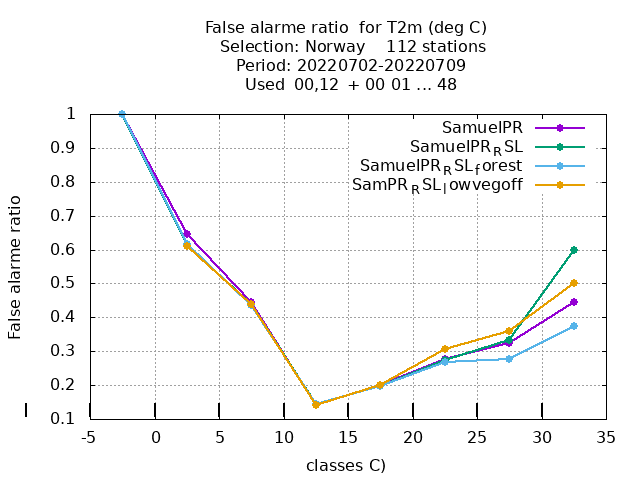 False alarme ratio  for T2m (deg C)
Selection: Norway    112 stations
Period: 20220702-20220709
Used  00,12  + 00 01 ... 48
SamuelPR
SamuelPR_RSL
SamuelPR_RSL_forest
SamPR_RSL_lowvegoff
False alarme ratio
1
0.9
0.8
0.7
0.6
0.5
0.4
0.3
0.2
0.1
-5 0 5 10 15 20 25 30 35
classes C)